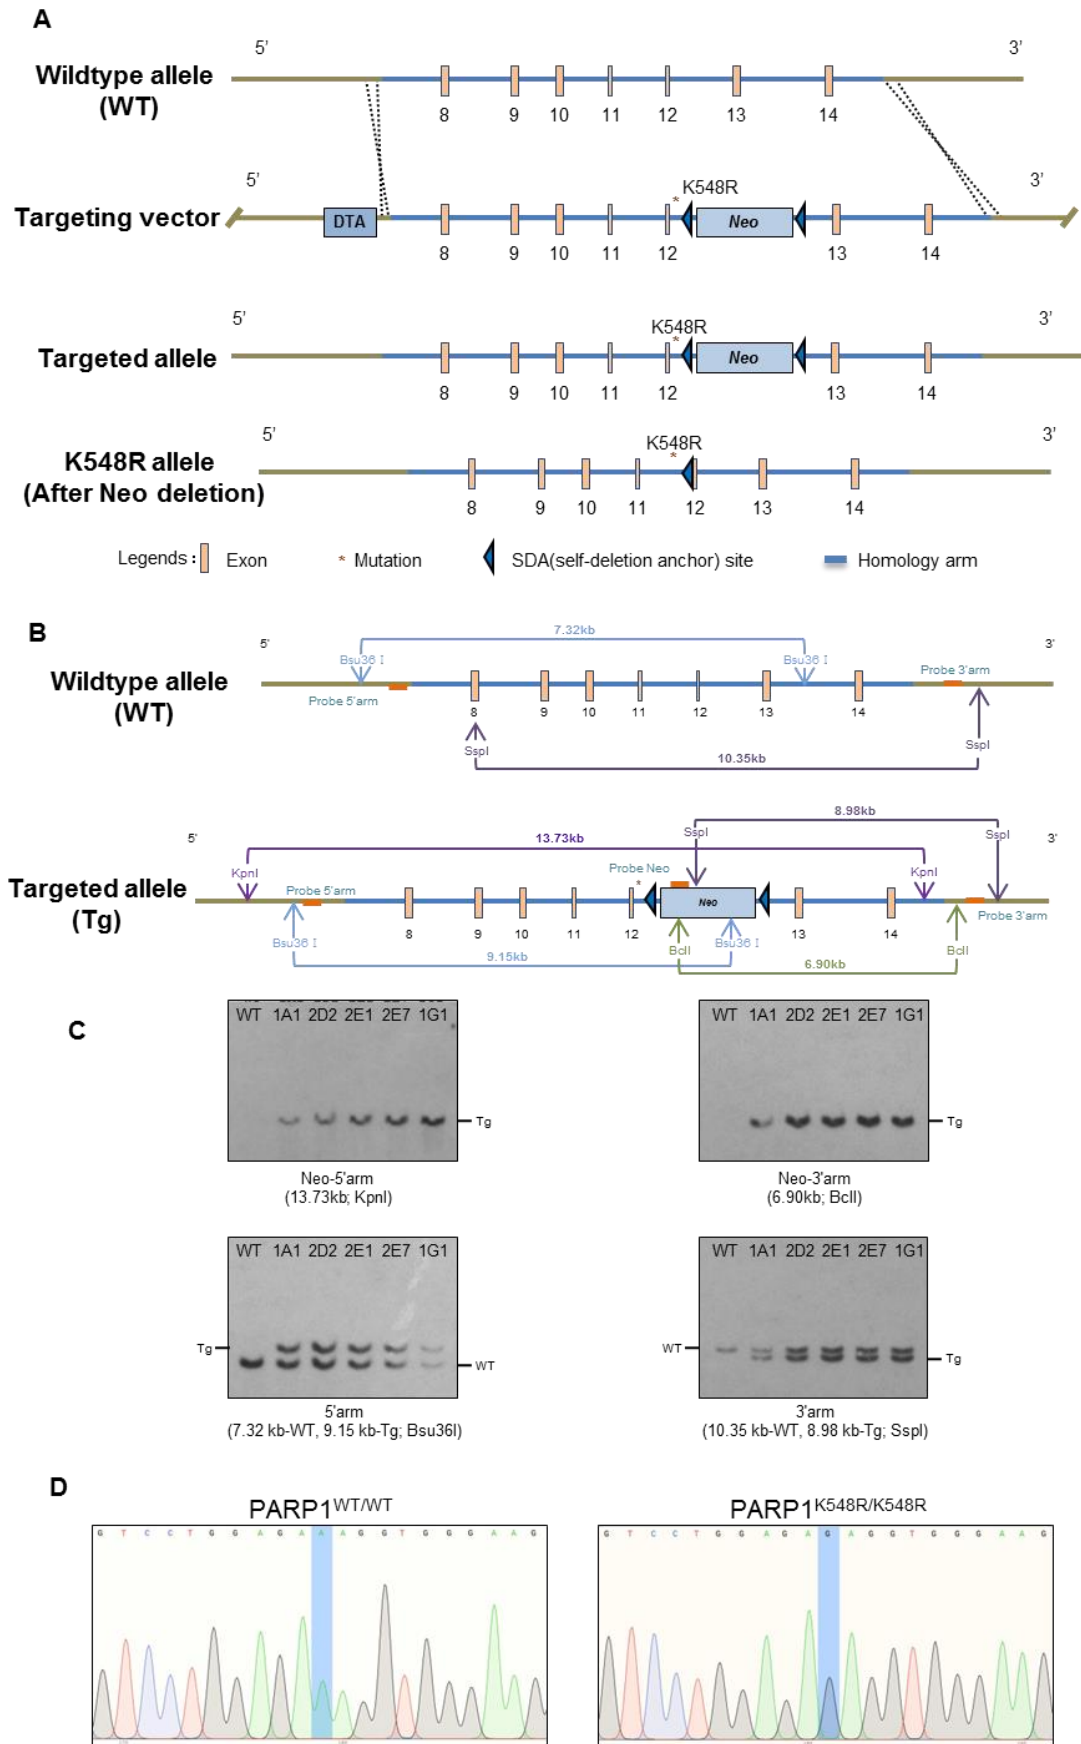 A
5’ 3’
Wildtype allele
(WT)
8 9 10 11 12 13 14
5’ 3’
K548R
Targeting vector
DTA
Neo
8 9 10 11 12 13 14
5’ 3’
K548R
Targeted allele
Neo
8 9 10 11 12 13 14
5’ 3’
K548R
K548R allele
(After Neo deletion)
8 9 10 11 12 13 14
Legends : Exon * Mutation SDA(self-deletion anchor) site Homology arm
B
7.32kb
5' 3'
Bsu36 I Bsu36 I
Probe 3'arm
Wildtype allele
(WT)
Probe 5'arm
8 9 10 11 12 13 14
SspI SspI
10.35kb
8.98kb
5' 13.73kb SspI SspI 3'
KpnI Probe Neo KpnI
Probe 5'arm
Targeted allele
(Tg)
Neo
Probe 3'arm
8 9 10 11 12 13 14
Bsu36 I BclI Bsu36 I BclI
9.15kb 6.90kb
C
WT 1A1 2D2 2E1 2E7 1G1
Tg
Neo-5'arm
(13.73kb; KpnI)
WT 1A1 2D2 2E1 2E7 1G1
Tg
Neo-3'arm
(6.90kb; BclI)
WT 1A1 2D2 2E1 2E7 1G1
Tg
WT
5'arm
(7.32 kb-WT, 9.15 kb-Tg; Bsu36I)
WT 1A1 2D2 2E1 2E7 1G1
WT
Tg
3'arm
(10.35 kb-WT, 8.98 kb-Tg; SspI)
D
PARP1WT/WT
G T C C T G G A G A A A G G T G G G A A G
PARP1K548R/K548R
G T C C T G G A G A G A G G T G G G A A G